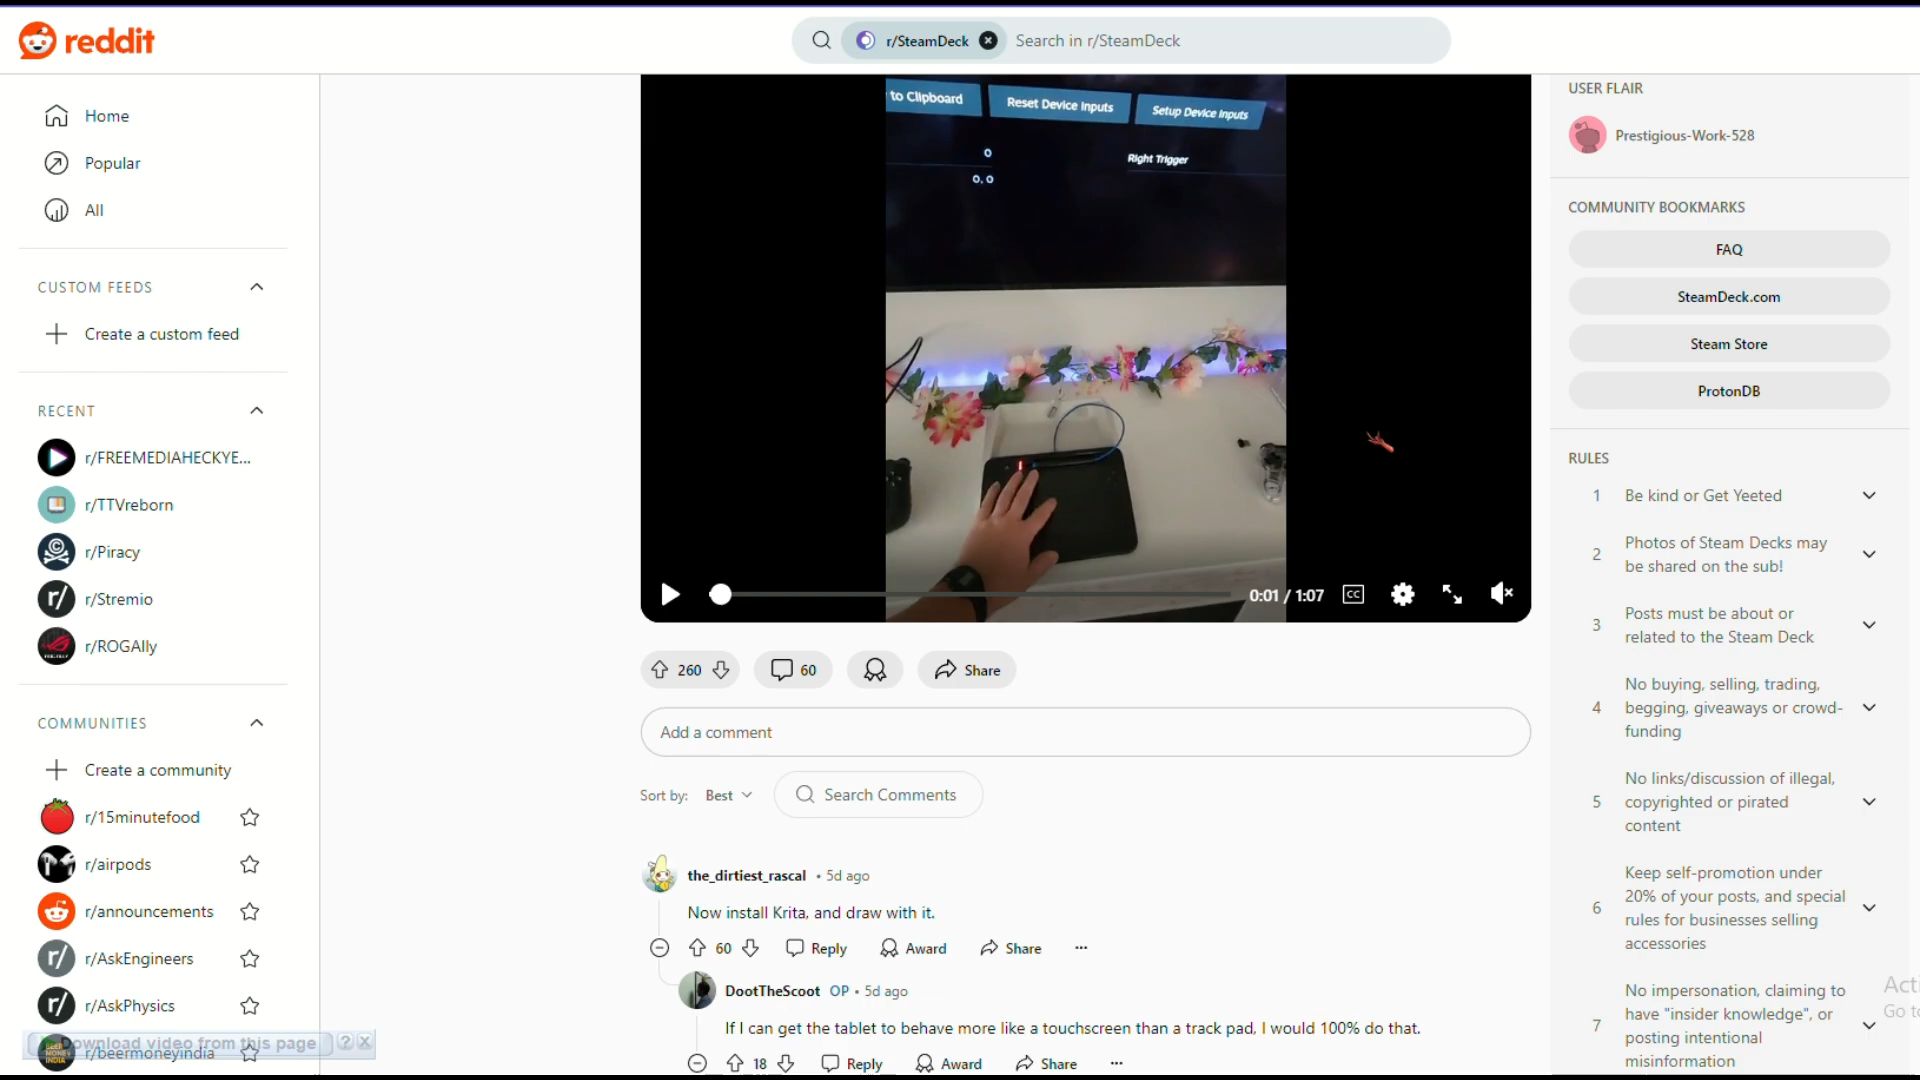 reddit
r/SteamDeck
Search in r/SteamDeck
Home
Popular
All
CUSTOM FEEDS
Create a custom feed
RECENT
r/FREEMEDIAHECKYE...
r/TTVreborn
r/Piracy
r/Stremio
r/ROGAlly
COMMUNITIES
Create a community
r/15minutefood
r/airpods
r/announcements
r/AskEngineers
r/AskPhysics
r/beermoneyindia
Download video from this page
? X
to Clipboard
Reset Device Inputs
Setup Device Inputs
0
Right Trigger
0, 0
0:01 / 1:07
CC
260
60
Share
Add a comment
Sort by: Best
Search Comments
the_dirtiest_rascal • 5d ago
Now install Krita, and draw with it.
60 Reply Award Share ...
DootTheScoot OP • 5d ago
If I can get the tablet to behave more like a touchscreen than a track pad, I would 100% do that.
18 Reply Award Share ...
USER FLAIR
Prestigious-Work-528
COMMUNITY BOOKMARKS
FAQ
SteamDeck.com
Steam Store
ProtonDB
RULES
1 Be kind or Get Yeeted
2 Photos of Steam Decks may
be shared on the sub!
3 Posts must be about or
related to the Steam Deck
4 No buying, selling, trading,
begging, giveaways or crowd-
funding
5 No links/discussion of illegal,
copyrighted or pirated
content
6 Keep self-promotion under
20% of your posts, and special
rules for businesses selling
accessories
7 No impersonation, claiming to
have "insider knowledge", or
posting intentional
misinformation
Acti
Go to